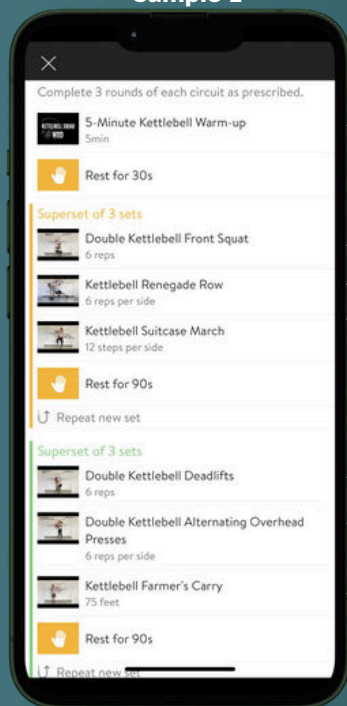 Complete 3 rounds of each circuit as prescribed.
5-Minute Kettlebell Warm-up
5min
Rest for 30s
Superset of 3 sets
Double Kettlebell Front Squat
6 reps
Kettlebell Renegade Row
6 reps per side
Kettlebell Suitcase March
12 steps per side
Rest for 90s
Repeat new set
Superset of 3 sets
Double Kettlebell Deadlifts
6 reps
Double Kettlebell Alternating Overhead
Presses
6 reps per side
Kettlebell Farmer's Carry
75 feet
Rest for 90s
Repeat new set